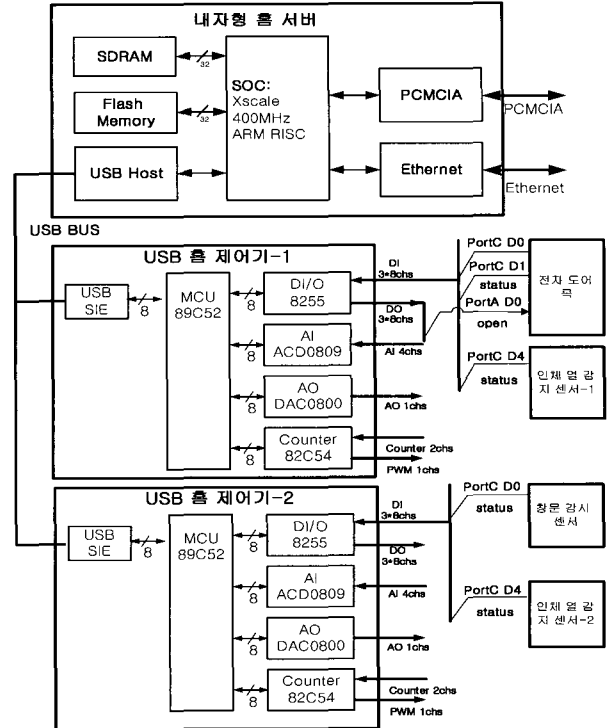 내자형 홈 서버
SDRAM
32
Flash
Memory
32
USB Host
SOC:
Xscale
400MHz
ARM RISC
PCMCIA
PCMCIA
Ethernet
Ethernet
USB BUS
USB 홈 제어기-1
USB
SIE
8
MCU
89C52
8
DI/O
8255
DI
3*8chs
DO
3*8chs
AI
ACD0809
8
AI 4chs
AO
DAC0800
8
AO 1chs
Counter
82C54
8
Counter 2chs
PWM 1chs
PortC D0
PortC D1
status
PortA D0
open
전자 도어
록
PortC D4
status
인체 열 감
지 센서-1
USB 홈 제어기-2
USB
SIE
8
MCU
89C52
8
DI/O
8255
DI
3*8chs
DO
3*8chs
AI
ACD0809
8
AI 4chs
AO
DAC0800
8
AO 1chs
Counter
82C54
8
Counter 2chs
PWM 1chs
PortC D0
status
창문 감시
센서
PortC D4
status
인체 열 감
지 센서-2